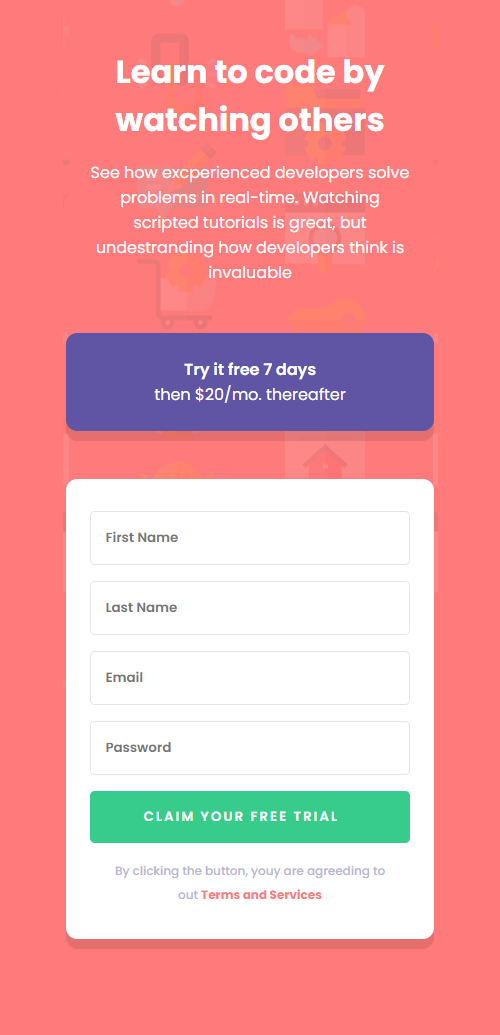 Learn to code by
watching others
See how excperienced developers solve
problems in real-time. Watching
scripted tutorials is great, but
undestranding how developers think is
invaluable
Try it free 7 days
then $20/mo. thereafter
First Name
Last Name
Email
Password
CLAIM YOUR FREE TRIAL
By clicking the button, youy are agreeding to
out Terms and Services